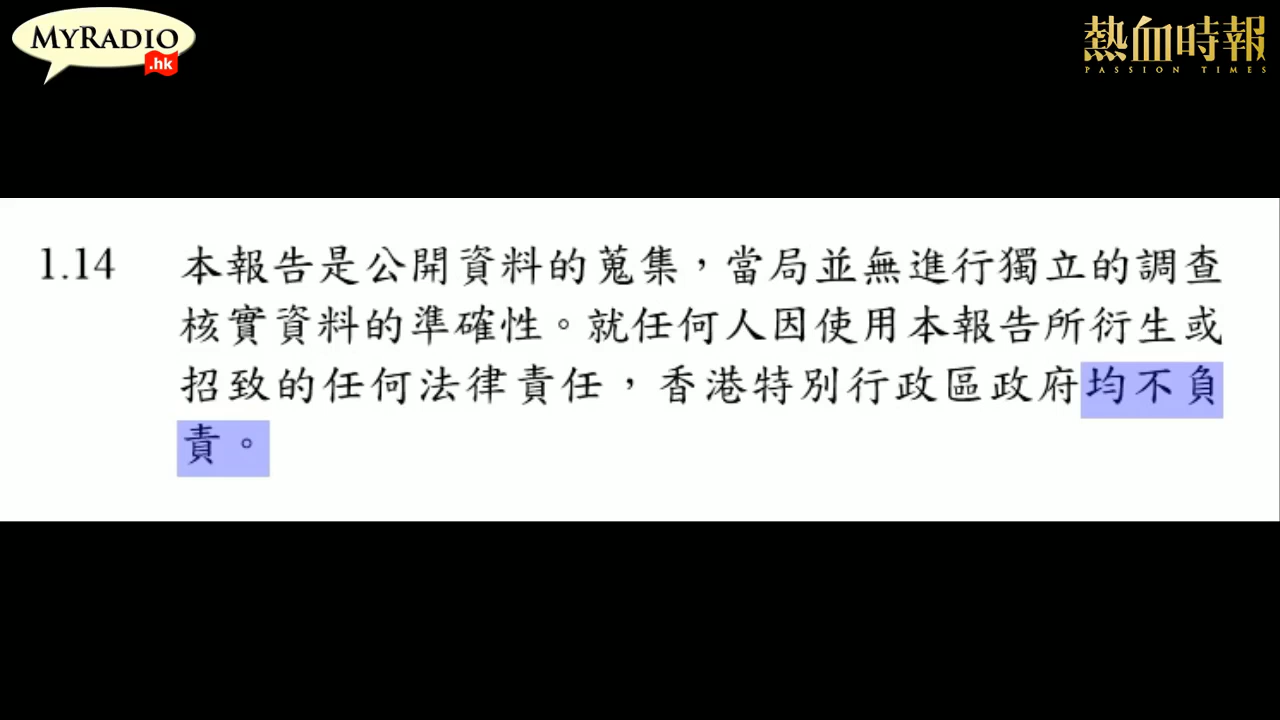 MYRADIO
.hk
熱血時報
PASSION TIMES
1.14 本報告是公開資料的蒐集，當局並無進行獨立的調查
核實資料的準確性。就任何人因使用本報告所衍生或
招致的任何法律責任，香港特別行政區政府均不負
責。